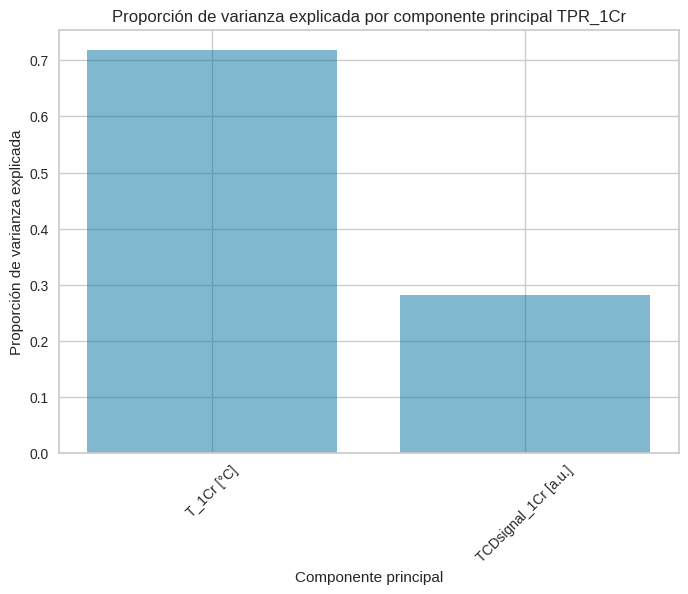 Proporción de varianza explicada por componente principal TPR_1Cr
Proporción de varianza explicada
0.7
0.6
0.5
0.4
0.3
0.2
0.1
0.0
T_1Cr [°C]
TCDsignal_1Cr [a.u.]
Componente principal